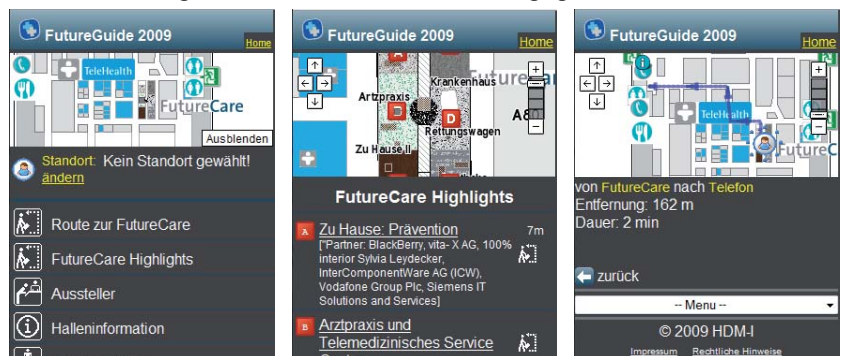 FutureGuide 2009
Home
TeleHealth
FutureCare
Ausblenden
Standort: Kein Standort gewählt!
ändern
Route zur FutureCare
FutureCare Highlights
Aussteller
Halleninformation
FutureGuide 2009
Home
Krankenhaus
Artzpraxis
D
Rettungswagen
Zu Hause II
FutureCare Highlights
A Zu Hause: Prävention 7m
["Partner: BlackBerry, vita- X AG, 100%
interior Sylvia Leydecker,
InterComponentWare AG (ICW),
Vodafone Group Plc, Siemens IT
Solutions and Services]
B Arztpraxis und
Telemedizinisches Service
FutureGuide 2009
Home
TeleHealth
FutureC
von FutureCare nach Telefon
Entfernung: 162 m
Dauer: 2 min
zurück
-- Menu --
© 2009 HDM-I
Impressum Rechtliche Hinweise